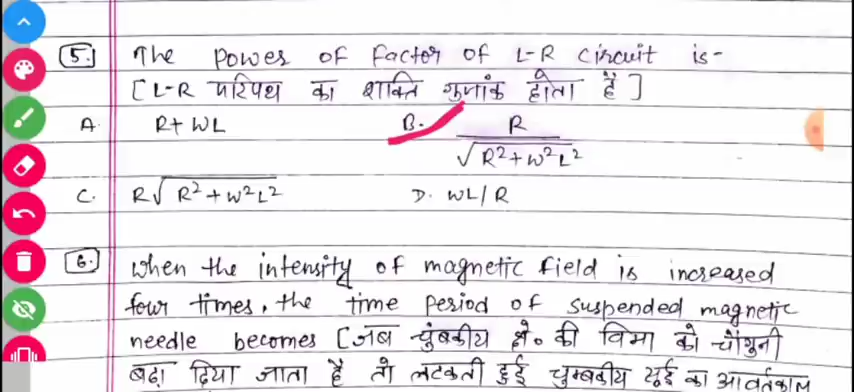 5. The Power of Factor of L-R Circuit is-
[L-R परिपथ का शक्ति गुणांक होता है]
A. R+WL B. R/√R²+W²L²
C. R√R²+W²L² D. WL/R
6. When the intensity of magnetic field is increased
four times, the time period of suspended magnetic
needle becomes [जब चुंबकीय क्षे० की विमा को चौगुनी
बढ़ा दिया जाता है तो लटकती हुई चुम्बकीय सूई का आवर्तकाल